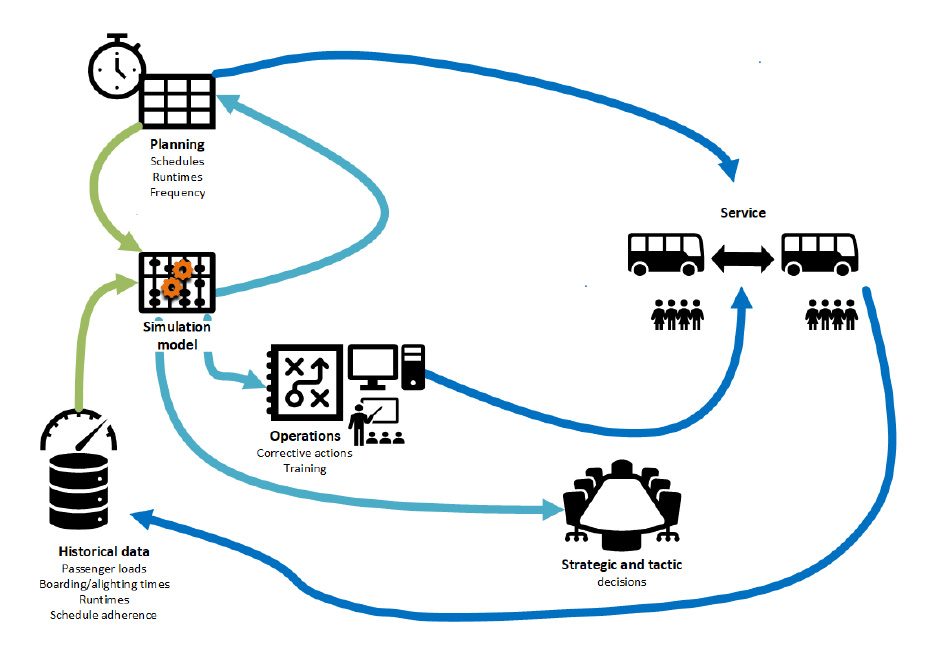 Planning
Schedules
Runtimes
Frequency
Service
Simulation
model
Operations
Corrective actions
Training
Strategic and tactic
decisions
Historical data
Passenger loads
Boarding/alighting times
Runtimes
Schedule adherence